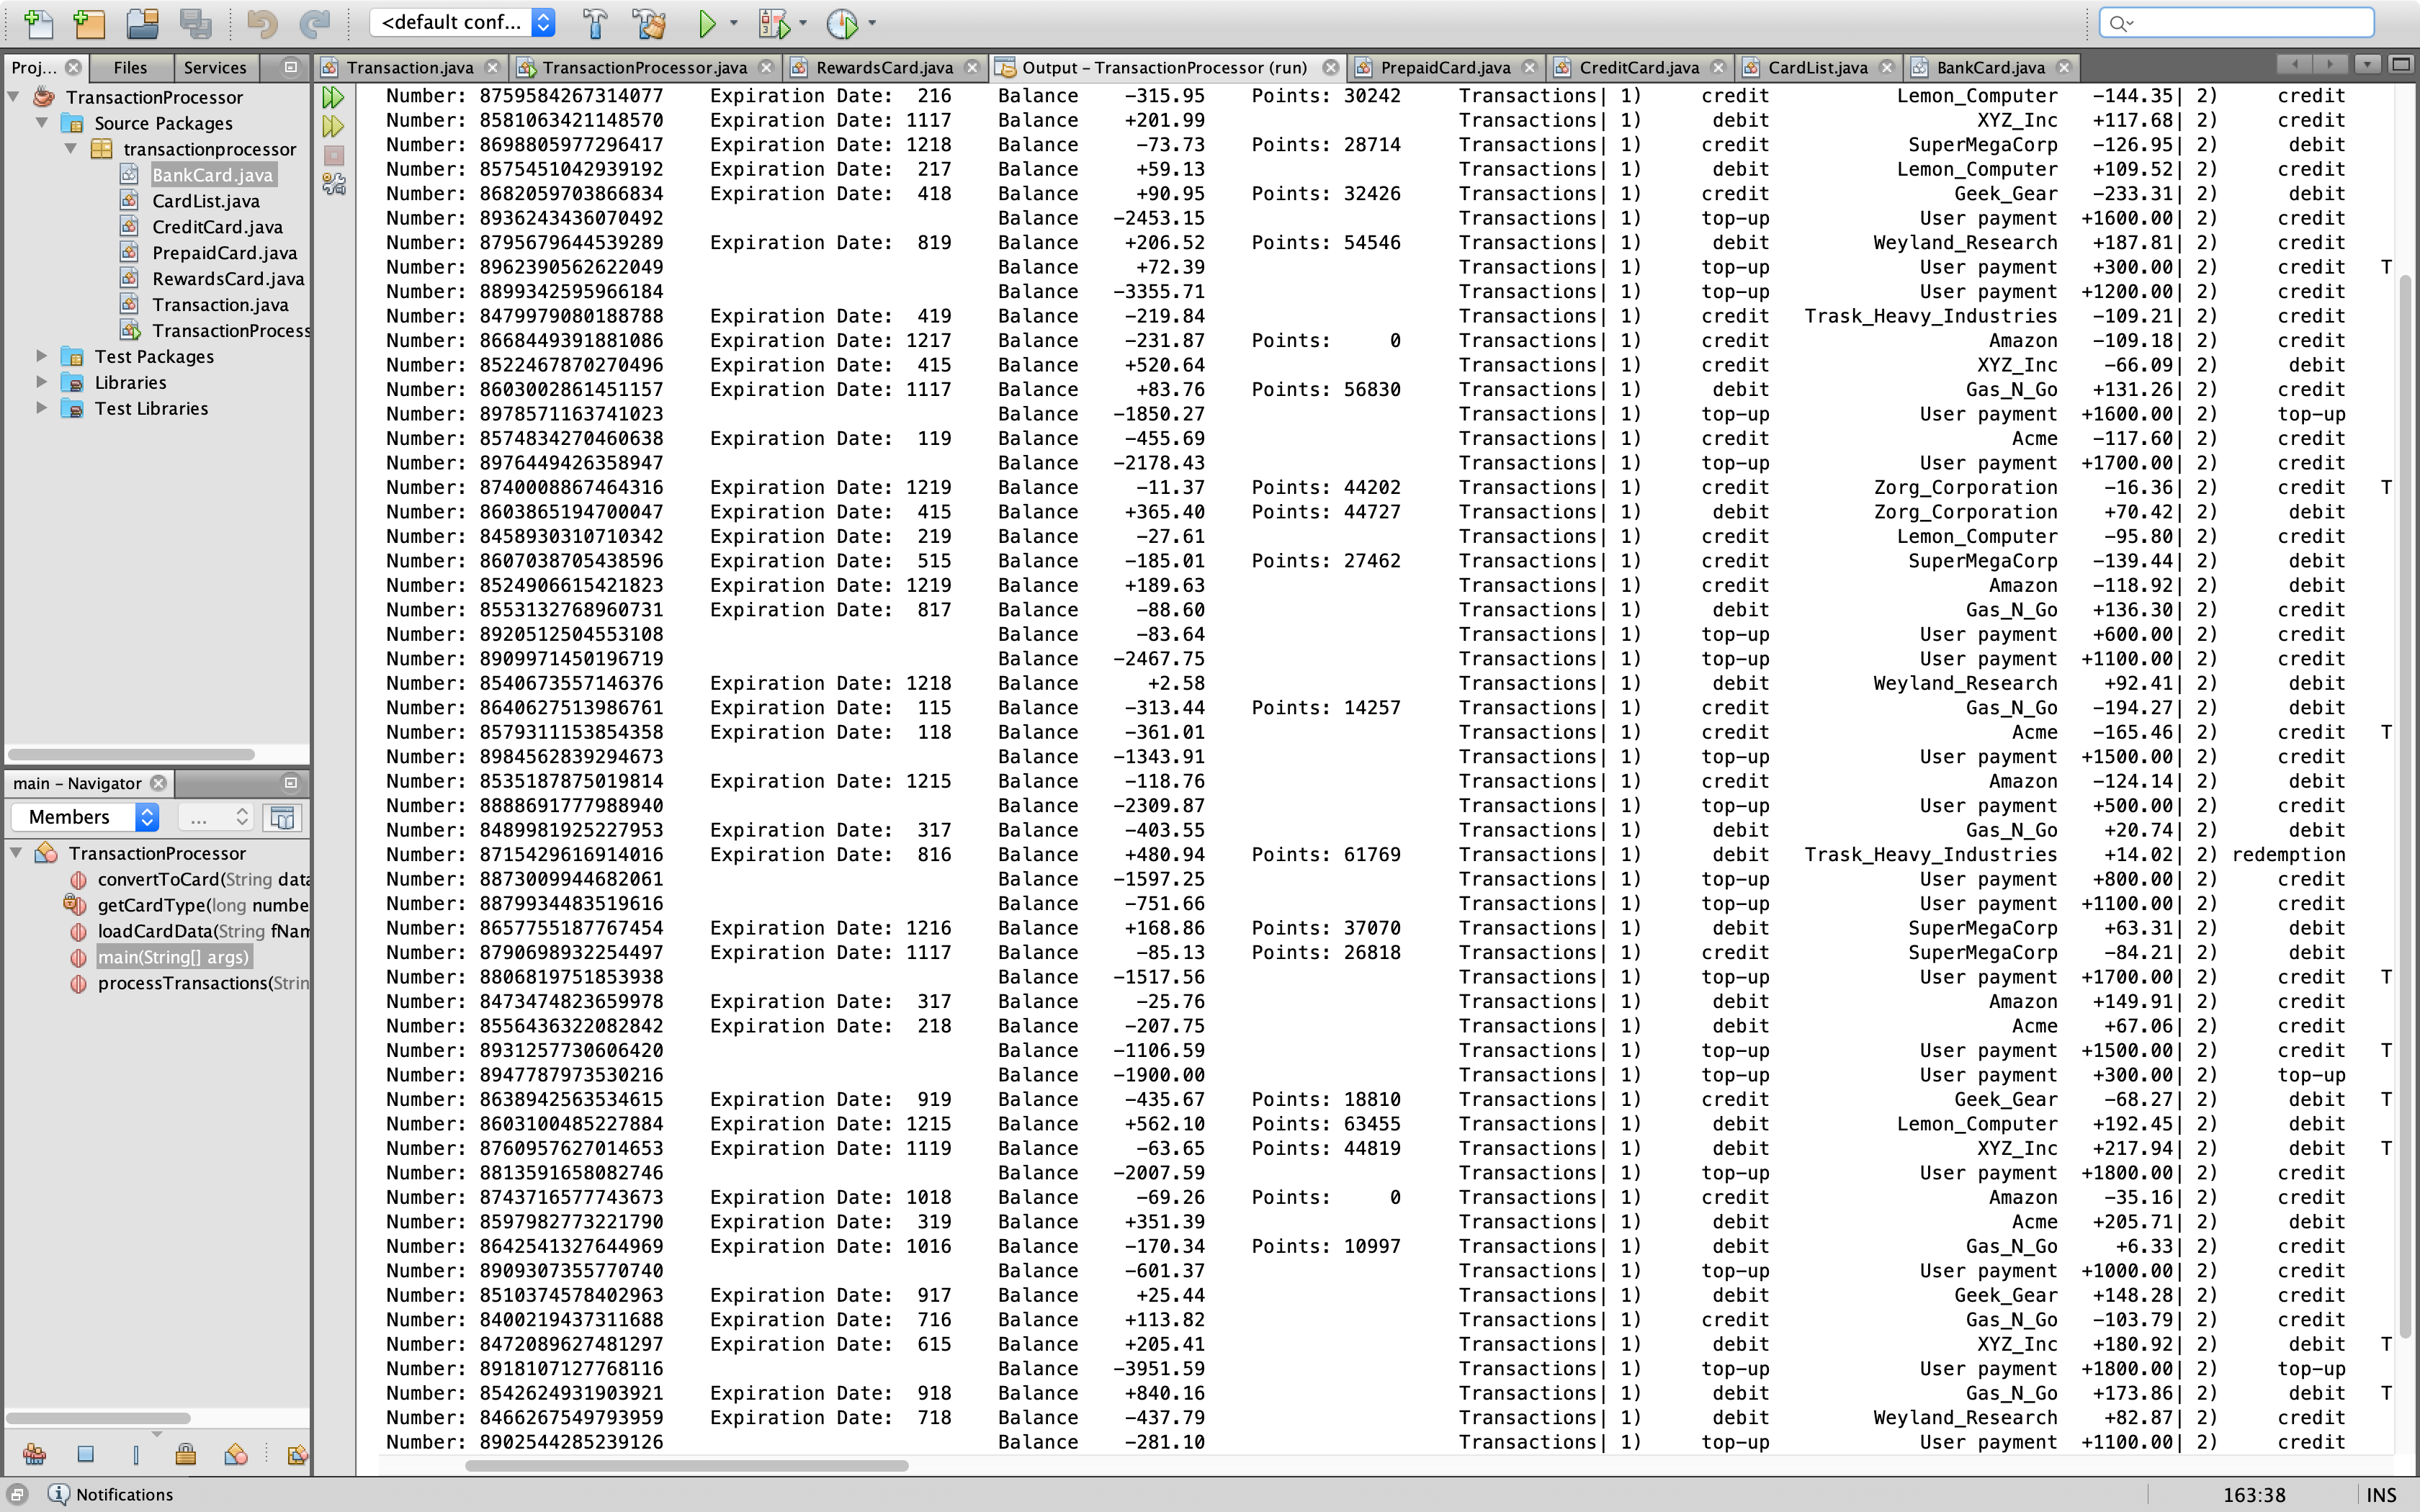 <default conf...
Proj... Files Services
Transaction.java TransactionProcessor.java RewardsCard.java Output – TransactionProcessor (run) PrepaidCard.java CreditCard.java CardList.java BankCard.java
TransactionProcessor
Source Packages
transactionprocessor
BankCard.java
CardList.java
CreditCard.java
PrepaidCard.java
RewardsCard.java
Transaction.java
TransactionProcess
Test Packages
Libraries
Test Libraries
main – Navigator
Members ...
TransactionProcessor
convertToCard(String data
getCardType(long numbe
loadCardData(String fNam
main(String[] args)
processTransactions(Strin
Number: 8759584267314077 Expiration Date: 216 Balance -315.95 Points: 30242 Transactions| 1) credit Lemon_Computer -144.35| 2) credit
Number: 8581063421148570 Expiration Date: 1117 Balance +201.99 Transactions| 1) debit XYZ_Inc +117.68| 2) credit
Number: 8698805977296417 Expiration Date: 1218 Balance -73.73 Points: 28714 Transactions| 1) credit SuperMegaCorp -126.95| 2) debit
Number: 8575451042939192 Expiration Date: 217 Balance +59.13 Transactions| 1) debit Lemon_Computer +109.52| 2) credit
Number: 8682059703866834 Expiration Date: 418 Balance +90.95 Points: 32426 Transactions| 1) credit Geek_Gear -233.31| 2) debit
Number: 8936243436070492 Balance -2453.15 Transactions| 1) top-up User payment +1600.00| 2) credit
Number: 8795679644539289 Expiration Date: 819 Balance +206.52 Points: 54546 Transactions| 1) debit Weyland_Research +187.81| 2) credit
Number: 8962390562622049 Balance +72.39 Transactions| 1) top-up User payment +300.00| 2) credit T
Number: 8899342595966184 Balance -3355.71 Transactions| 1) top-up User payment +1200.00| 2) credit
Number: 8479979080188788 Expiration Date: 419 Balance -219.84 Transactions| 1) credit Trask_Heavy_Industries -109.21| 2) credit
Number: 8668449391881086 Expiration Date: 1217 Balance -231.87 Points: 0 Transactions| 1) credit Amazon -109.18| 2) credit
Number: 8522467870270496 Expiration Date: 415 Balance +520.64 Transactions| 1) credit XYZ_Inc -66.09| 2) debit
Number: 8603002861451157 Expiration Date: 1117 Balance +83.76 Points: 56830 Transactions| 1) debit Gas_N_Go +131.26| 2) credit
Number: 8978571163741023 Balance -1850.27 Transactions| 1) top-up User payment +1600.00| 2) top-up
Number: 8574834270460638 Expiration Date: 119 Balance -455.69 Transactions| 1) credit Acme -117.60| 2) credit
Number: 8976449426358947 Balance -2178.43 Transactions| 1) top-up User payment +1700.00| 2) credit
Number: 8740008867464316 Expiration Date: 1219 Balance -11.37 Points: 44202 Transactions| 1) credit Zorg_Corporation -16.36| 2) credit T
Number: 8603865194700047 Expiration Date: 415 Balance +365.40 Points: 44727 Transactions| 1) debit Zorg_Corporation +70.42| 2) debit
Number: 8458930310710342 Expiration Date: 219 Balance -27.61 Transactions| 1) credit Lemon_Computer -95.80| 2) credit
Number: 8607038705438596 Expiration Date: 515 Balance -185.01 Points: 27462 Transactions| 1) credit SuperMegaCorp -139.44| 2) debit
Number: 8524906615421823 Expiration Date: 1219 Balance +189.63 Transactions| 1) credit Amazon -118.92| 2) debit
Number: 8553132768960731 Expiration Date: 817 Balance -88.60 Transactions| 1) debit Gas_N_Go +136.30| 2) credit
Number: 8920512504553108 Balance -83.64 Transactions| 1) top-up User payment +600.00| 2) credit
Number: 8909971450196719 Balance -2467.75 Transactions| 1) top-up User payment +1100.00| 2) credit
Number: 8540673557146376 Expiration Date: 1218 Balance +2.58 Transactions| 1) debit Weyland_Research +92.41| 2) debit
Number: 8640627513986761 Expiration Date: 115 Balance -313.44 Points: 14257 Transactions| 1) credit Gas_N_Go -194.27| 2) debit
Number: 8579311153854358 Expiration Date: 118 Balance -361.01 Transactions| 1) credit Acme -165.46| 2) credit T
Number: 8984562839294673 Balance -1343.91 Transactions| 1) top-up User payment +1500.00| 2) credit
Number: 8535187875019814 Expiration Date: 1215 Balance -118.76 Transactions| 1) credit Amazon -124.14| 2) debit
Number: 8888691777988940 Balance -2309.87 Transactions| 1) top-up User payment +500.00| 2) credit
Number: 8489981925227953 Expiration Date: 317 Balance -403.55 Transactions| 1) debit Gas_N_Go +20.74| 2) debit
Number: 8715429616914016 Expiration Date: 816 Balance +480.94 Points: 61769 Transactions| 1) debit Trask_Heavy_Industries +14.02| 2) redemption
Number: 8873009944682061 Balance -1597.25 Transactions| 1) top-up User payment +800.00| 2) credit
Number: 8879934483519616 Balance -751.66 Transactions| 1) top-up User payment +1100.00| 2) credit
Number: 8657755187767454 Expiration Date: 1216 Balance +168.86 Points: 37070 Transactions| 1) debit SuperMegaCorp +63.31| 2) debit
Number: 8790698932254497 Expiration Date: 1117 Balance -85.13 Points: 26818 Transactions| 1) credit SuperMegaCorp -84.21| 2) debit
Number: 8806819751853938 Balance -1517.56 Transactions| 1) top-up User payment +1700.00| 2) credit T
Number: 8473474823659978 Expiration Date: 317 Balance -25.76 Transactions| 1) debit Amazon +149.91| 2) credit
Number: 8556436322082842 Expiration Date: 218 Balance -207.75 Transactions| 1) debit Acme +67.06| 2) credit
Number: 8931257730606420 Balance -1106.59 Transactions| 1) top-up User payment +1500.00| 2) credit T
Number: 8947787973530216 Balance -1900.00 Transactions| 1) top-up User payment +300.00| 2) top-up
Number: 8638942563534615 Expiration Date: 919 Balance -435.67 Points: 18810 Transactions| 1) credit Geek_Gear -68.27| 2) debit T
Number: 8603100485227884 Expiration Date: 1215 Balance +562.10 Points: 63455 Transactions| 1) debit Lemon_Computer +192.45| 2) debit
Number: 8760957627014653 Expiration Date: 1119 Balance -63.65 Points: 44819 Transactions| 1) debit XYZ_Inc +217.94| 2) debit T
Number: 8813591658082746 Balance -2007.59 Transactions| 1) top-up User payment +1800.00| 2) credit
Number: 8743716577743673 Expiration Date: 1018 Balance -69.26 Points: 0 Transactions| 1) credit Amazon -35.16| 2) credit
Number: 8597982773221790 Expiration Date: 319 Balance +351.39 Transactions| 1) debit Acme +205.71| 2) debit
Number: 8642541327644969 Expiration Date: 1016 Balance -170.34 Points: 10997 Transactions| 1) debit Gas_N_Go +6.33| 2) credit
Number: 8909307355770740 Balance -601.37 Transactions| 1) top-up User payment +1000.00| 2) credit
Number: 8510374578402963 Expiration Date: 917 Balance +25.44 Transactions| 1) debit Geek_Gear +148.28| 2) credit
Number: 8400219437311688 Expiration Date: 716 Balance +113.82 Transactions| 1) credit Gas_N_Go -103.79| 2) credit
Number: 8472089627481297 Expiration Date: 615 Balance +205.41 Transactions| 1) debit XYZ_Inc +180.92| 2) debit T
Number: 8918107127768116 Balance -3951.59 Transactions| 1) top-up User payment +1800.00| 2) top-up
Number: 8542624931903921 Expiration Date: 918 Balance +840.16 Transactions| 1) debit Gas_N_Go +173.86| 2) debit T
Number: 8466267549793959 Expiration Date: 718 Balance -437.79 Transactions| 1) debit Weyland_Research +82.87| 2) credit
Number: 8902544285239126 Balance -281.10 Transactions| 1) top-up User payment +1100.00| 2) credit
Notifications 163:38 INS